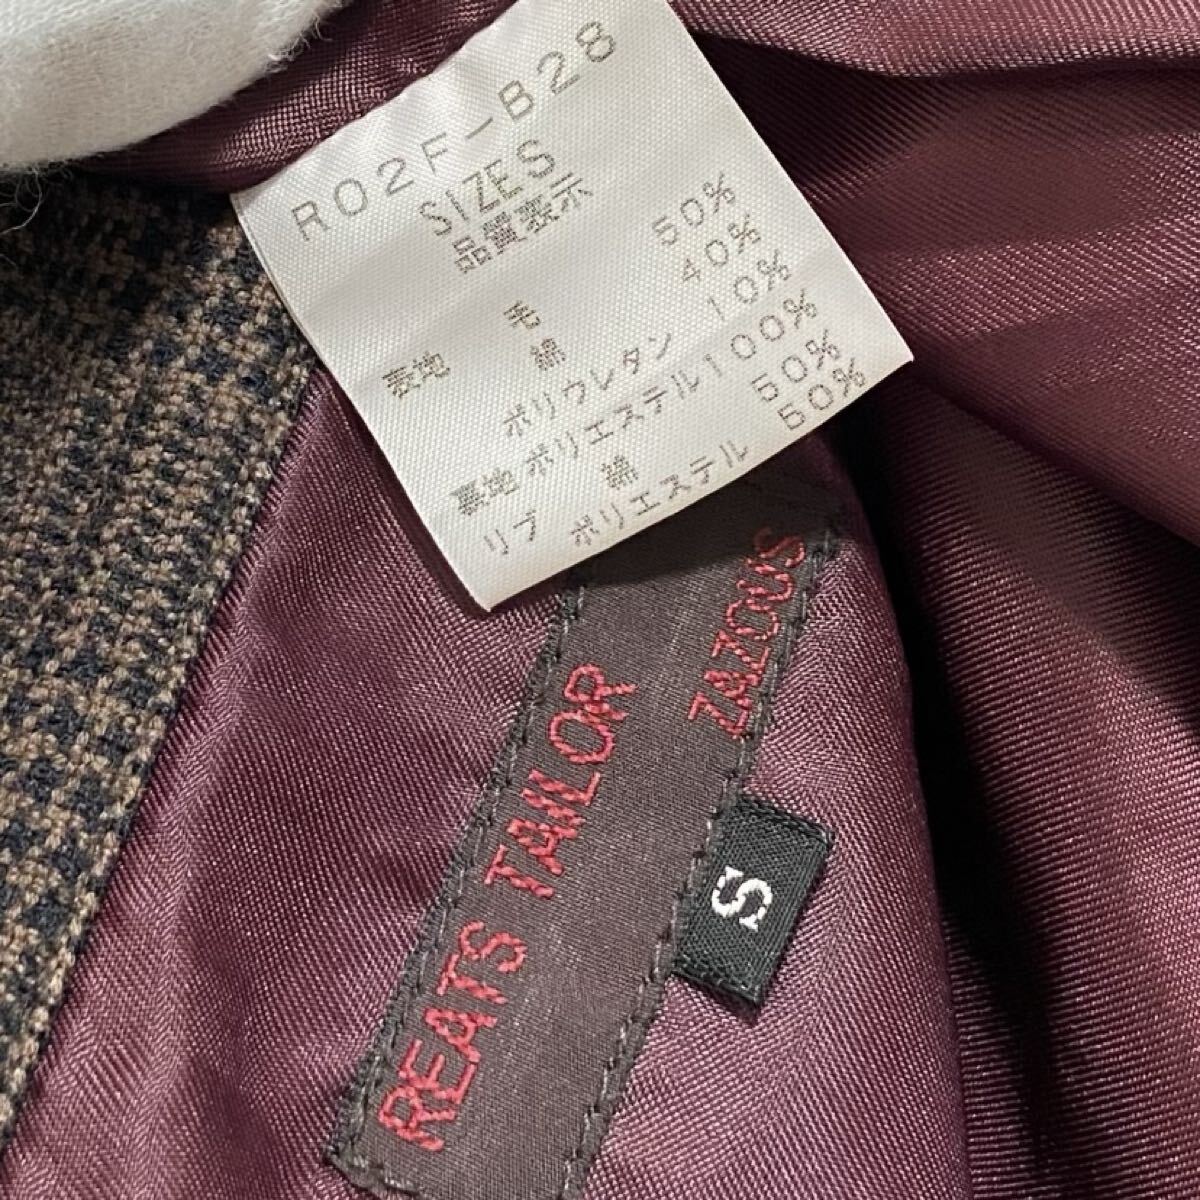 R02F-B28
SIZE S
品質表示
表地 毛 50%
綿 40%
ポリウレタン 10%
裏地 ポリエステル 100%
リブ 綿 50%
ポリエステル 50%
REATS TAILOR
ZAZOUS
S